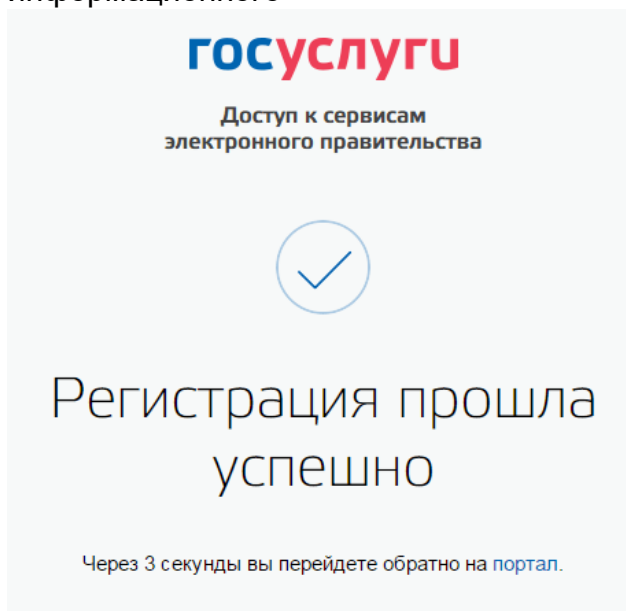 госуслуги
Доступ к сервисам
электронного правительства
Регистрация прошла
успешно
Через 3 секунды вы перейдете обратно на портал.